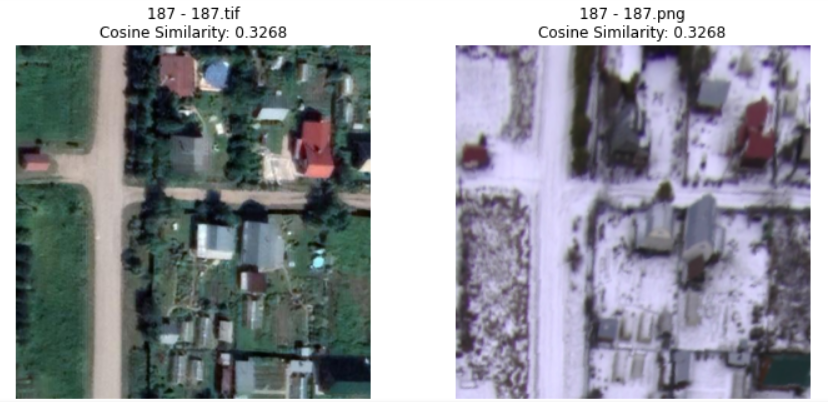 187 - 187.tif
Cosine Similarity: 0.3268
187 - 187.png
Cosine Similarity: 0.3268